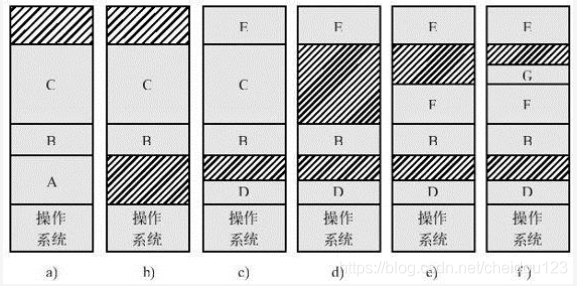 E E E E
G
C C C
F F
B B B B B B
A
D D D D
操作 操作 操作 操作 操作 操作
系统 系统 系统 系统 系统 系统
a) b) c) d) e) f)
https://blog.csdn.net/cheidou123